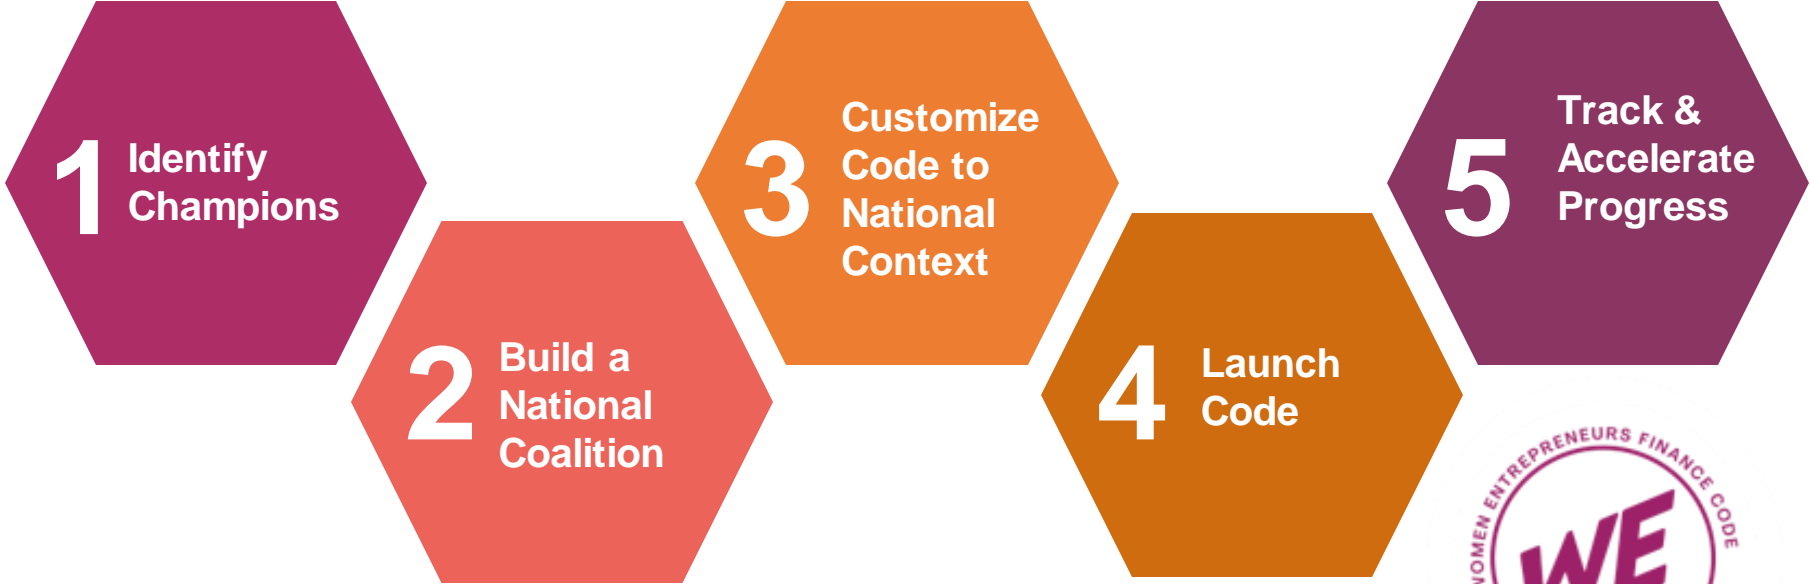 1
Identify
Champions
2
Build a
National
Coalition
3
Customize
Code to
National
Context
4
Launch
Code
5
Track &
Accelerate
Progress
WOMEN ENTREPRENEURS FINANCE CODE
WE